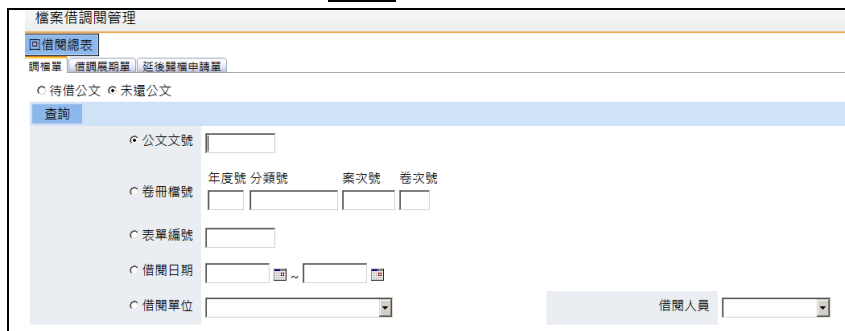 檔案借調閱管理
回借閱總表
調檔單 借調展期單 延後歸檔申請單
待借公文 未還公文
查詢
公文文號
年度號 分類號 案次號 卷次號
卷冊檔號
表單編號
借閱日期 ~
借閱單位 借閱人員